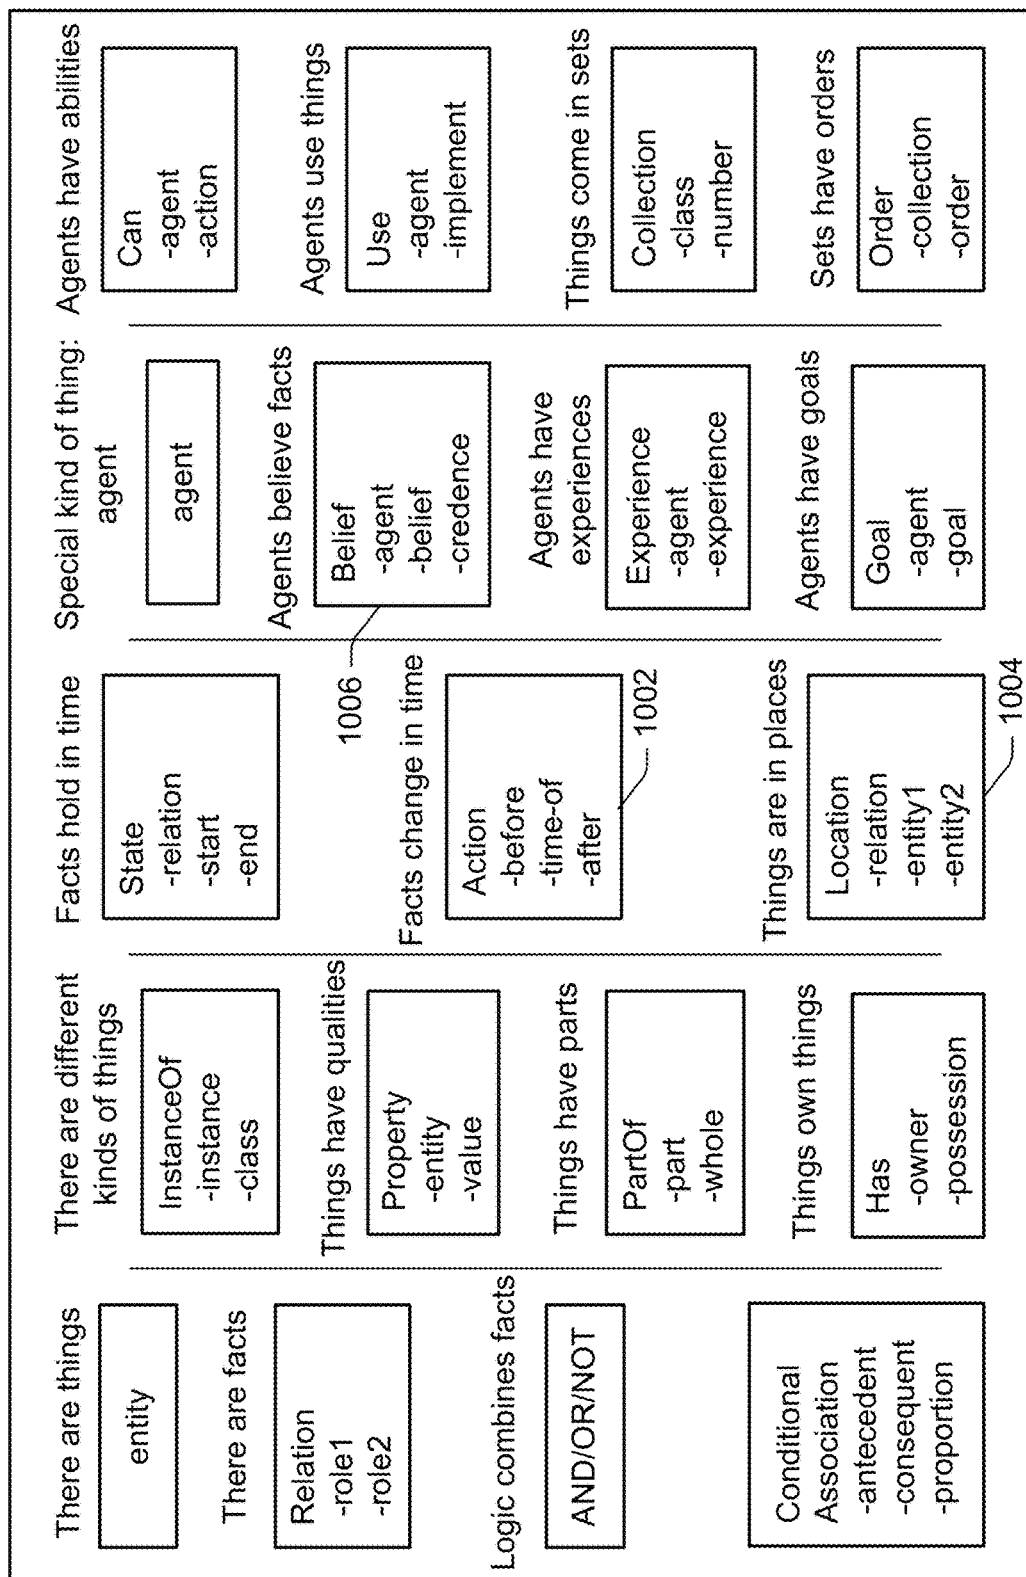 There are things
entity
There are facts
Relation
-role1
-role2
Logic combines facts
AND/OR/NOT
Conditional
Association
-antecedent
-consequent
-proportion
There are different
kinds of things
InstanceOf
-instance
-class
Things have qualities
Property
-entity
-value
Things have parts
PartOf
-part
-whole
Things own things
Has
-owner
-possession
Facts hold in time
State
-relation
-start
-end
Facts change in time
Action
-before
-time-of
-after
1002
Things are in places
Location
-relation
-entity1
-entity2
1004
Special kind of thing:
agent
agent
Agents believe facts
Belief
-agent
-belief
-credence
1006
Agents have
experiences
Experience
-agent
-experience
Agents have goals
Goal
-agent
-goal
Agents have abilities
Can
-agent
-action
Agents use things
Use
-agent
-implement
Things come in sets
Collection
-class
-number
Sets have orders
Order
-collection
-order